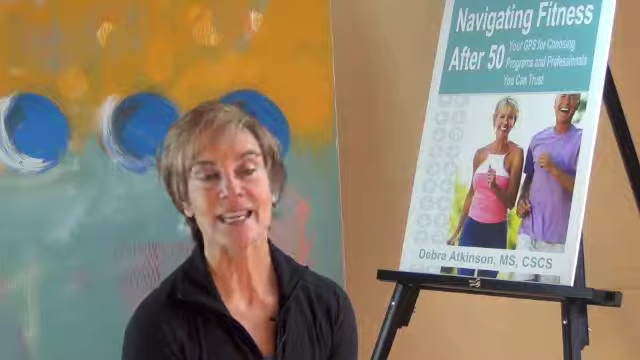 Navigating Fitness
After 50
Your GPS for Choosing
Programs and Professionals
You Can Trust
Debra Atkinson, MS, CSCS